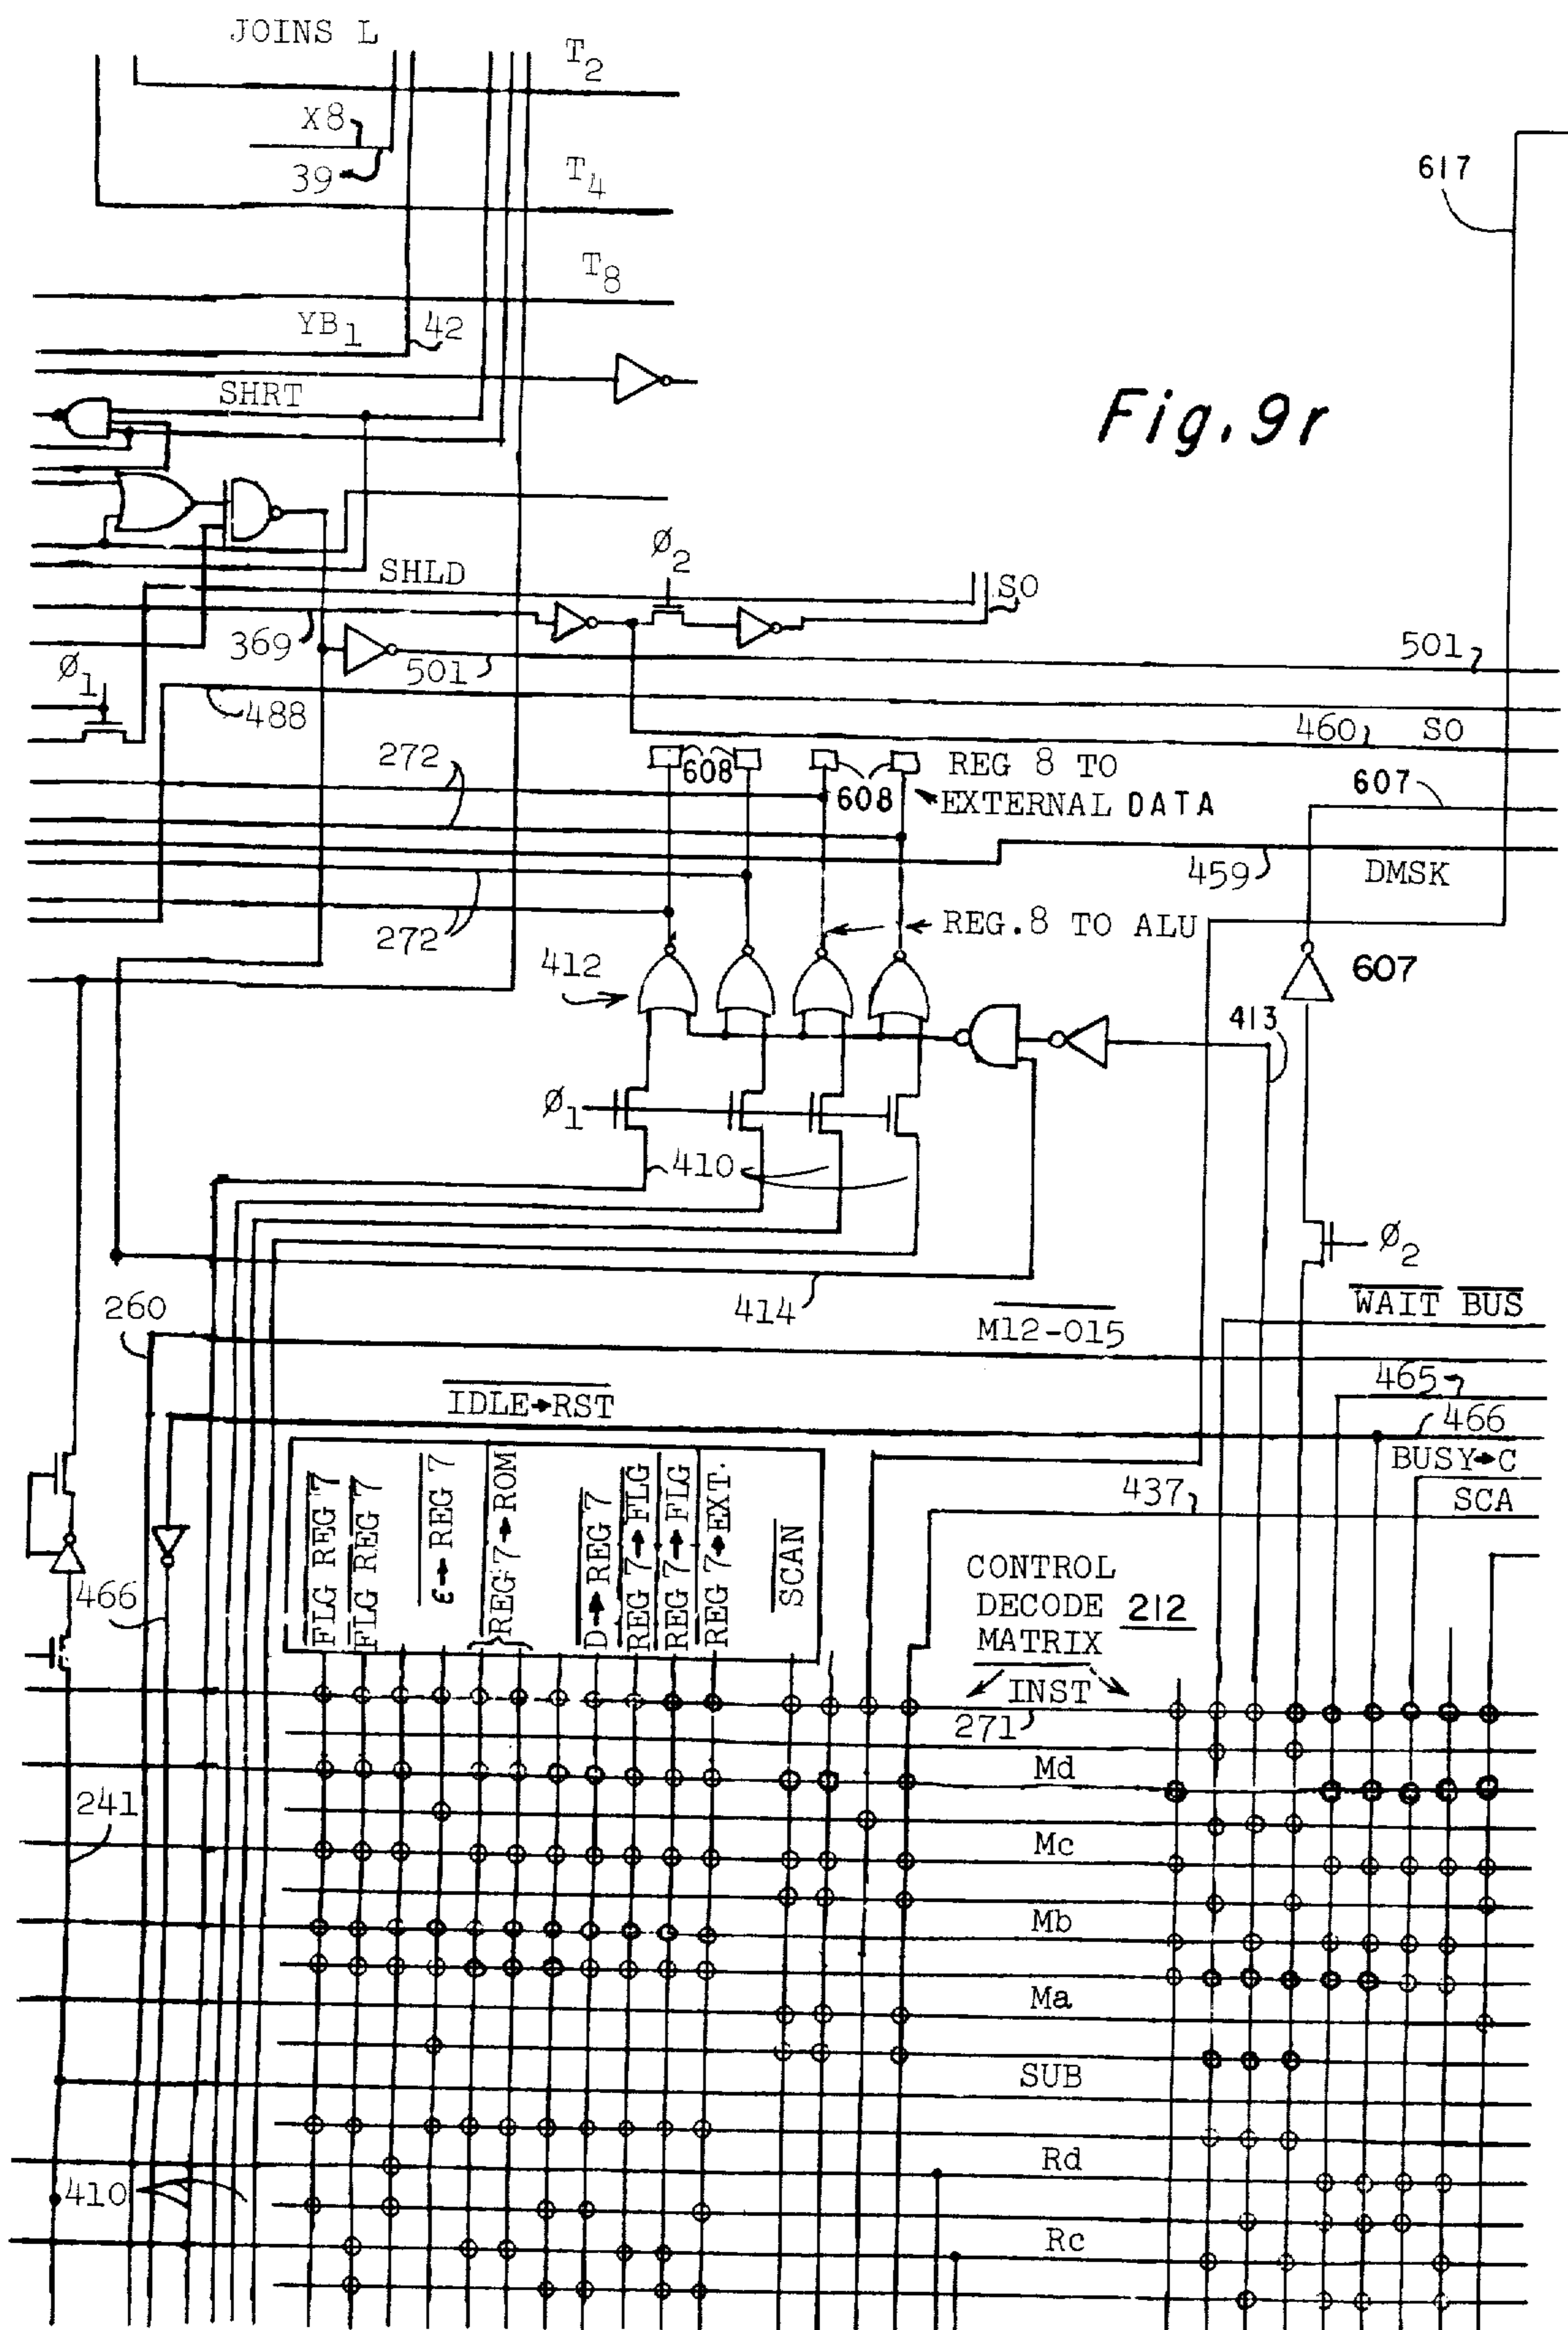 JOINS L
T2
X8
39
T4
617
T8
YB1
42
SHRT
Fig. 9r
Ø2
SHLD
SO
369
501
501
Ø1
488
460
SO
272
608
608
REG 8 TO
EXTERNAL DATA
607
459
DMSK
272
REG.8 TO ALU
412
607
413
Ø1
410
Ø2
414
260
WAIT BUS
M12-015
465
IDLE→RST
466
BUSY→C
437
SCA
FLG REG 7
FLG REG 7
ϵ→REG 7
REG 7→ROM
D→REG 7
REG 7→FLG
REG 7→FLG
REG 7→EXT.
SCAN
CONTROL
DECODE 212
MATRIX
466
INST
271
Md
241
Mc
Mb
Ma
SUB
Rd
410
Rc